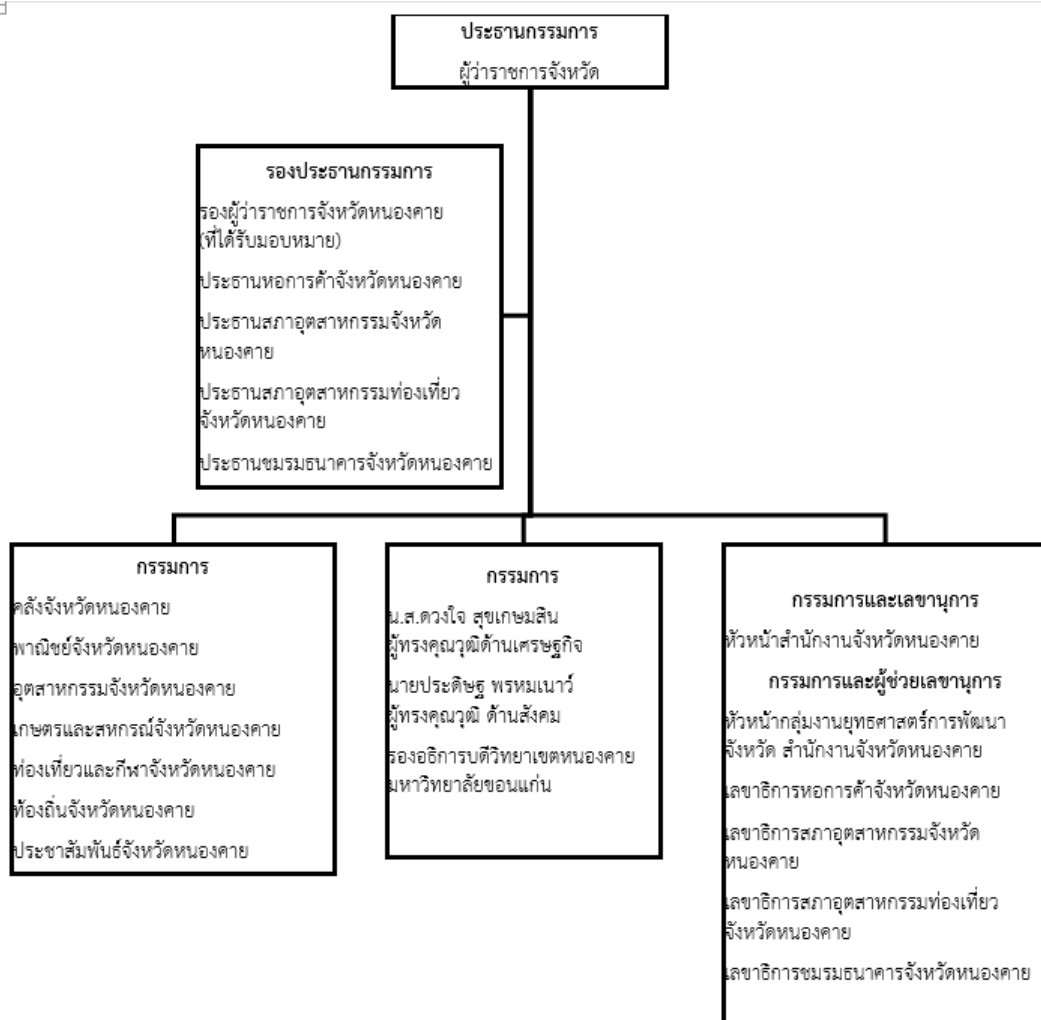 ประธานกรรมการ
ผู้ว่าราชการจังหวัด
รองประธานกรรมการ
รองผู้ว่าราชการจังหวัดหนองคาย
(ที่ได้รับมอบหมาย)
ประธานหอการค้าจังหวัดหนองคาย
ประธานสภาอุตสาหกรรมจังหวัด
หนองคาย
ประธานสภาอุตสาหกรรมท่องเที่ยว
จังหวัดหนองคาย
ประธานชมรมธนาคารจังหวัดหนองคาย
กรรมการ
คลังจังหวัดหนองคาย
พาณิชย์จังหวัดหนองคาย
อุตสาหกรรมจังหวัดหนองคาย
เกษตรและสหกรณ์จังหวัดหนองคาย
ท่องเที่ยวและกีฬาจังหวัดหนองคาย
ท้องถิ่นจังหวัดหนองคาย
ประชาสัมพันธ์จังหวัดหนองคาย
กรรมการ
น.ส.ดวงใจ สุขเกษมสิน
ผู้ทรงคุณวุฒิด้านเศรษฐกิจ
นายประดิษฐ พรหมเนาว์
ผู้ทรงคุณวุฒิ ด้านสังคม
รองอธิการบดีวิทยาเขตหนองคาย
มหาวิทยาลัยขอนแก่น
กรรมการและเลขานุการ
หัวหน้าสำนักงานจังหวัดหนองคาย
กรรมการและผู้ช่วยเลขานุการ
หัวหน้ากลุ่มงานยุทธศาสตร์การพัฒนา
จังหวัด สำนักงานจังหวัดหนองคาย
เลขาธิการหอการค้าจังหวัดหนองคาย
เลขาธิการสภาอุตสาหกรรมจังหวัด
หนองคาย
เลขาธิการสภาอุตสาหกรรมท่องเที่ยว
จังหวัดหนองคาย
เลขาธิการชมรมธนาคารจังหวัดหนองคาย